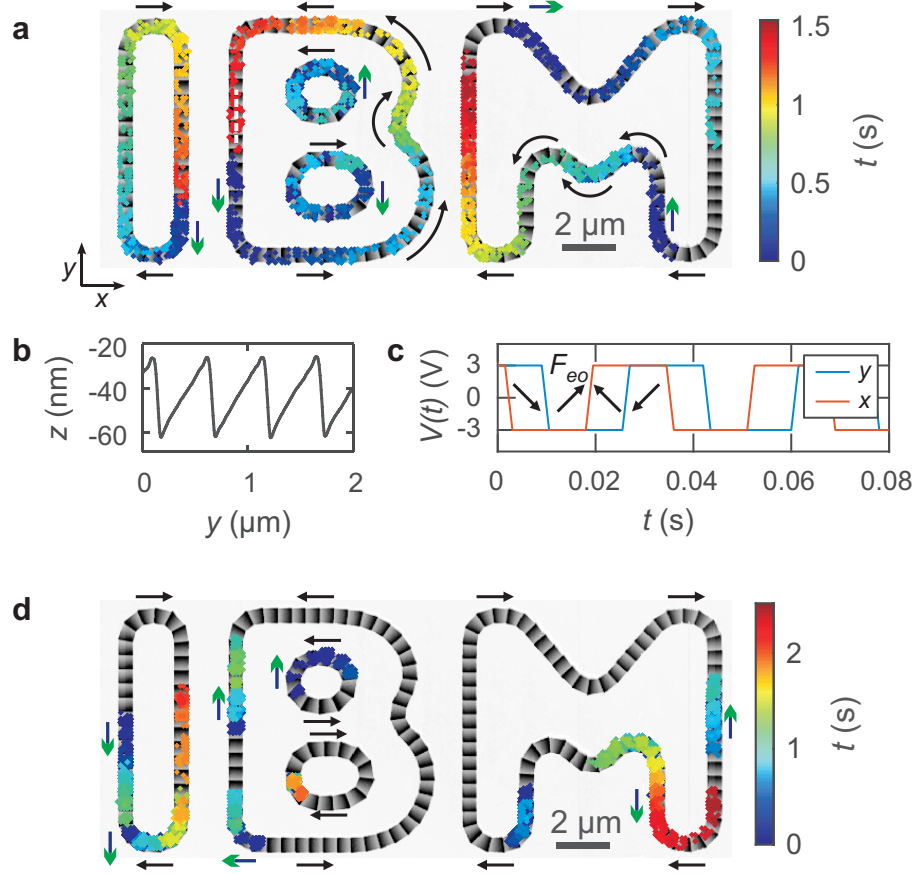 a
1.5
1
0.5
0
t (s)
2 μm
y
x
b
-20
-40
-60
z (nm)
0
1
2
y (μm)
c
3
0
-3
V(t) (V)
F_eo
y
x
0
0.02
0.04
0.06
0.08
t (s)
d
2
1
0
t (s)
2 μm